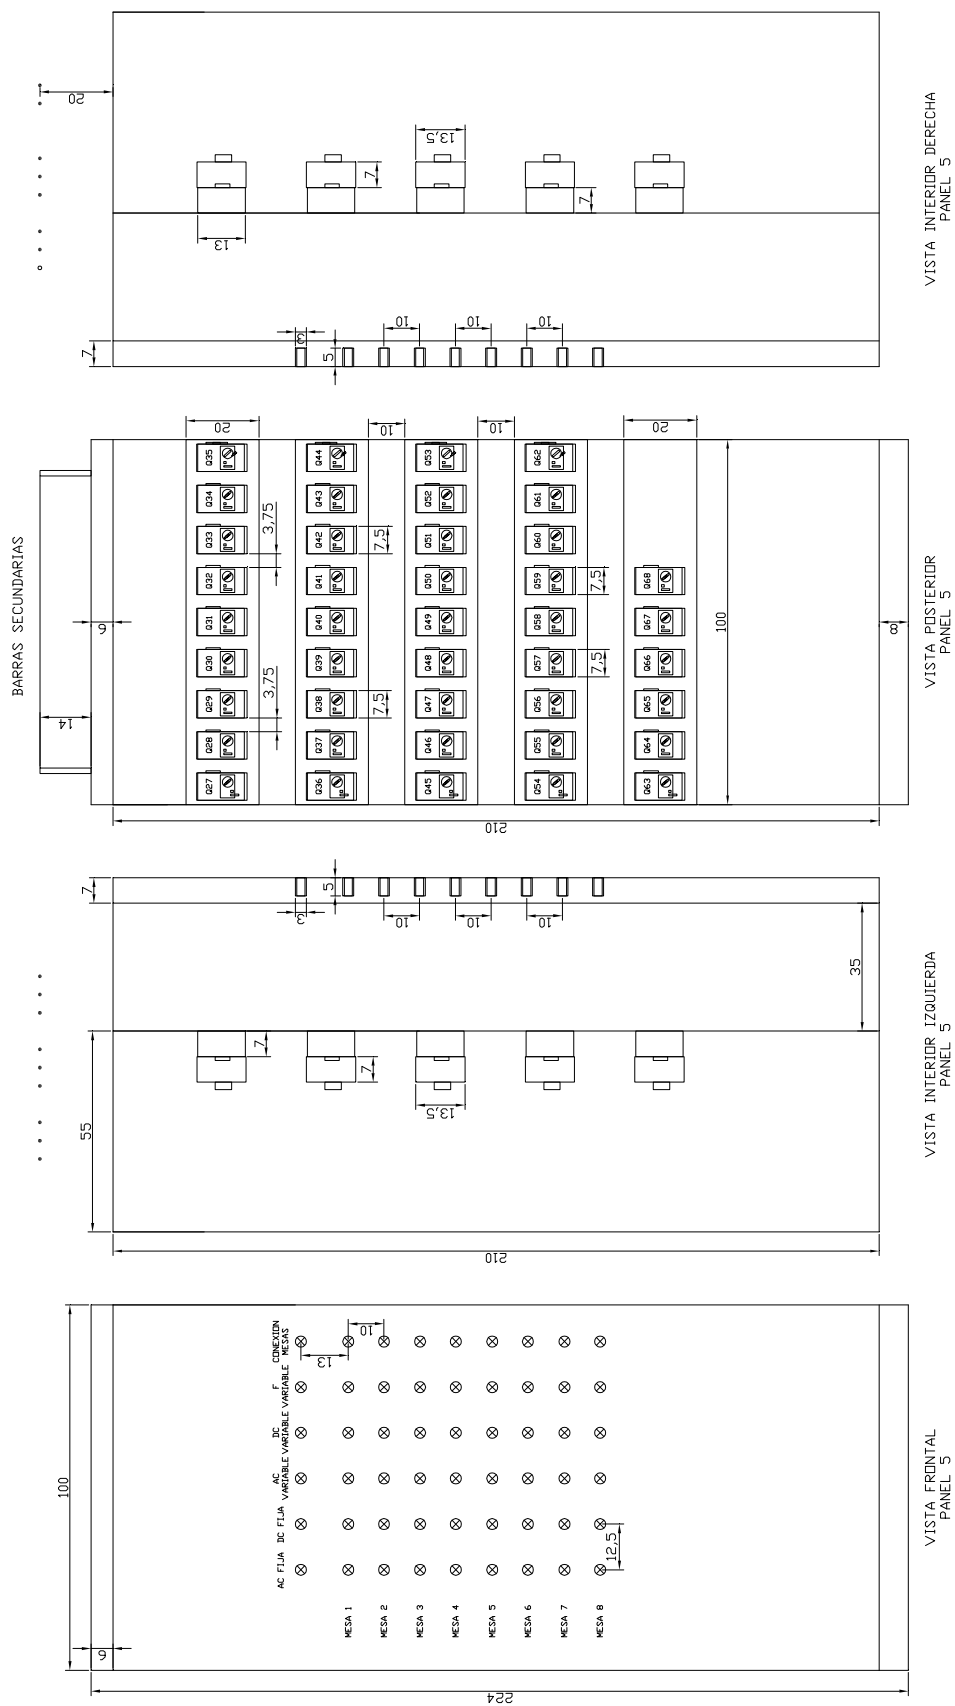 100
6
224
AC FIJA DC FIJA AC DC F CONEXION
VARIABLE VARIABLE VARIABLE MESAS
13
10
MESA 1
MESA 2
MESA 3
MESA 4
MESA 5
MESA 6
MESA 7
MESA 8
12,5
VISTA FRONTAL
PANEL 5
55
210
7
7
13,5
7
3
5
10
10
10
35
VISTA INTERIOR IZQUIERDA
PANEL 5
BARRAS SECUNDARIAS
14
6
210
20
Q27 Q28 Q29 Q30 Q31 Q32 Q33 Q34 Q35
3,75 3,75
Q36 Q37 Q38 Q39 Q40 Q41 Q42 Q43 Q44
7,5 7,5
10
Q45 Q46 Q47 Q48 Q49 Q50 Q51 Q52 Q53
10
Q54 Q55 Q56 Q57 Q58 Q59 Q60 Q61 Q62
7,5 7,5
Q63 Q64 Q65 Q66 Q67 Q68
20
100
8
VISTA POSTERIOR
PANEL 5
20
7
13
3
5
7
10
13,5
10
10
7
VISTA INTERIOR DERECHA
PANEL 5